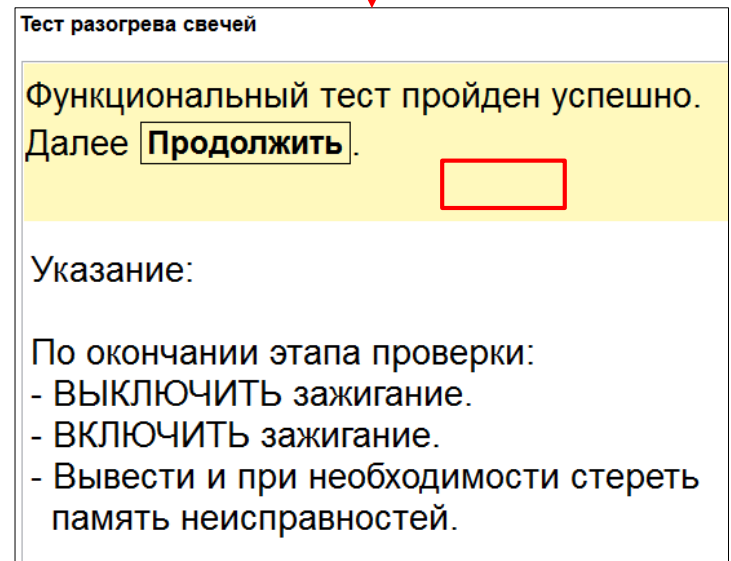 Тест разогрева свечей
Функциональный тест пройден успешно.
Далее Продолжить.
Указание:
По окончании этапа проверки:
- ВЫКЛЮЧИТЬ зажигание.
- ВКЛЮЧИТЬ зажигание.
- Вывести и при необходимости стереть
память неисправностей.